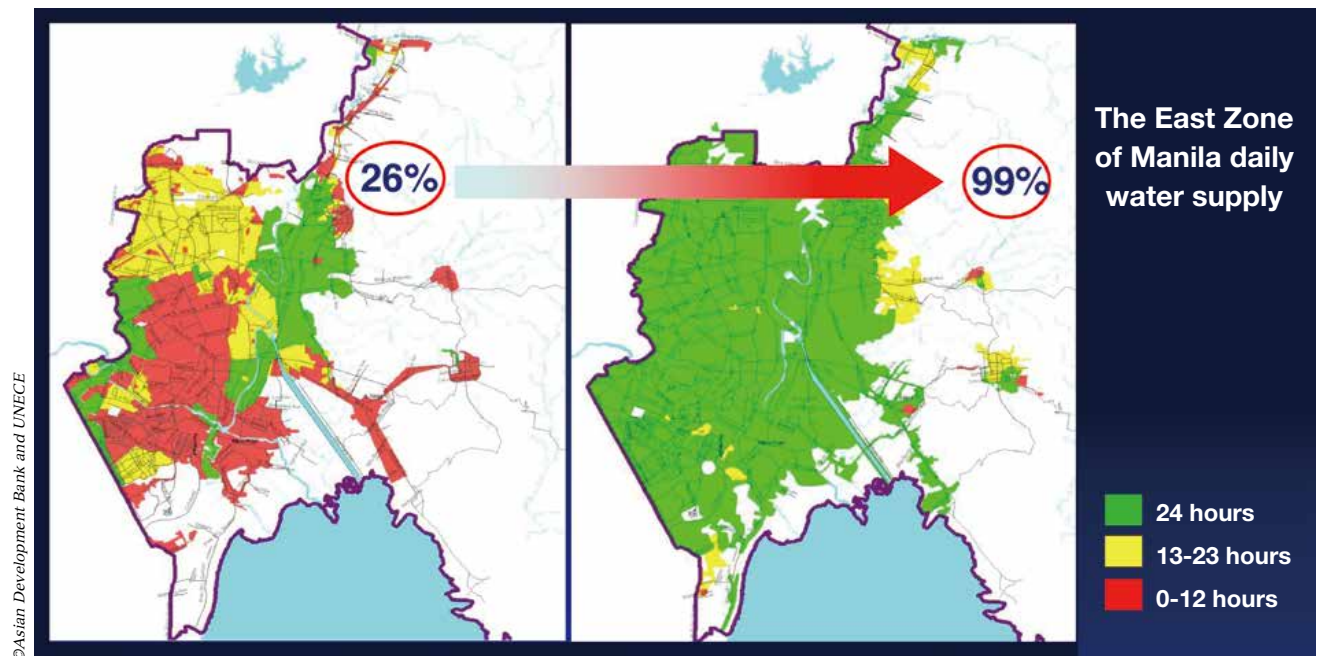 26%
99%
The East Zone
of Manila daily
water supply
24 hours
13-23 hours
0-12 hours
©Asian Development Bank and UNECE